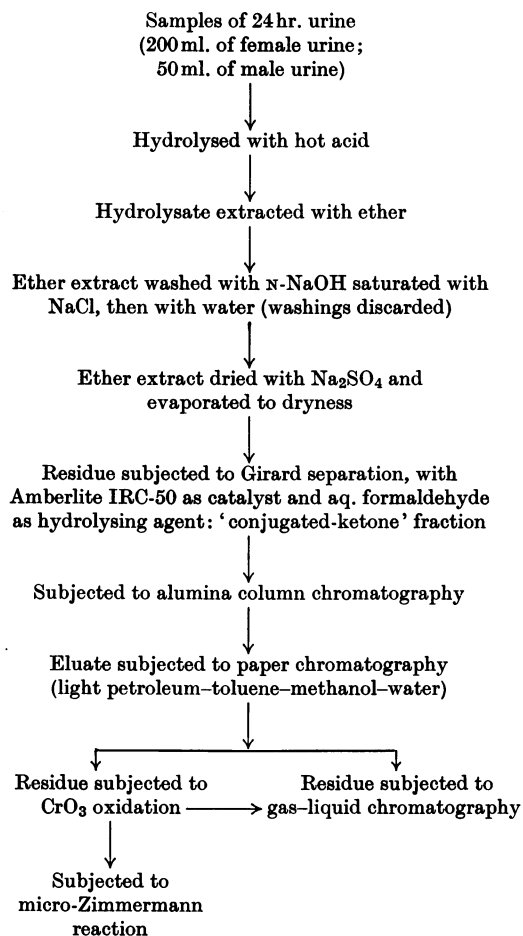 Samples of 24 hr. urine
(200 ml. of female urine;
50 ml. of male urine)
Hydrolysed with hot acid
Hydrolysate extracted with ether
Ether extract washed with N-NaOH saturated with
NaCl, then with water (washings discarded)
Ether extract dried with Na₂SO₄ and
evaporated to dryness
Residue subjected to Girard separation, with
Amberlite IRC-50 as catalyst and aq. formaldehyde
as hydrolysing agent: ‘conjugated-ketone’ fraction
Subjected to alumina column chromatography
Eluate subjected to paper chromatography
(light petroleum–toluene–methanol–water)
Residue subjected to
CrO₃ oxidation
Residue subjected to
gas–liquid chromatography
Subjected to
micro-Zimmermann
reaction